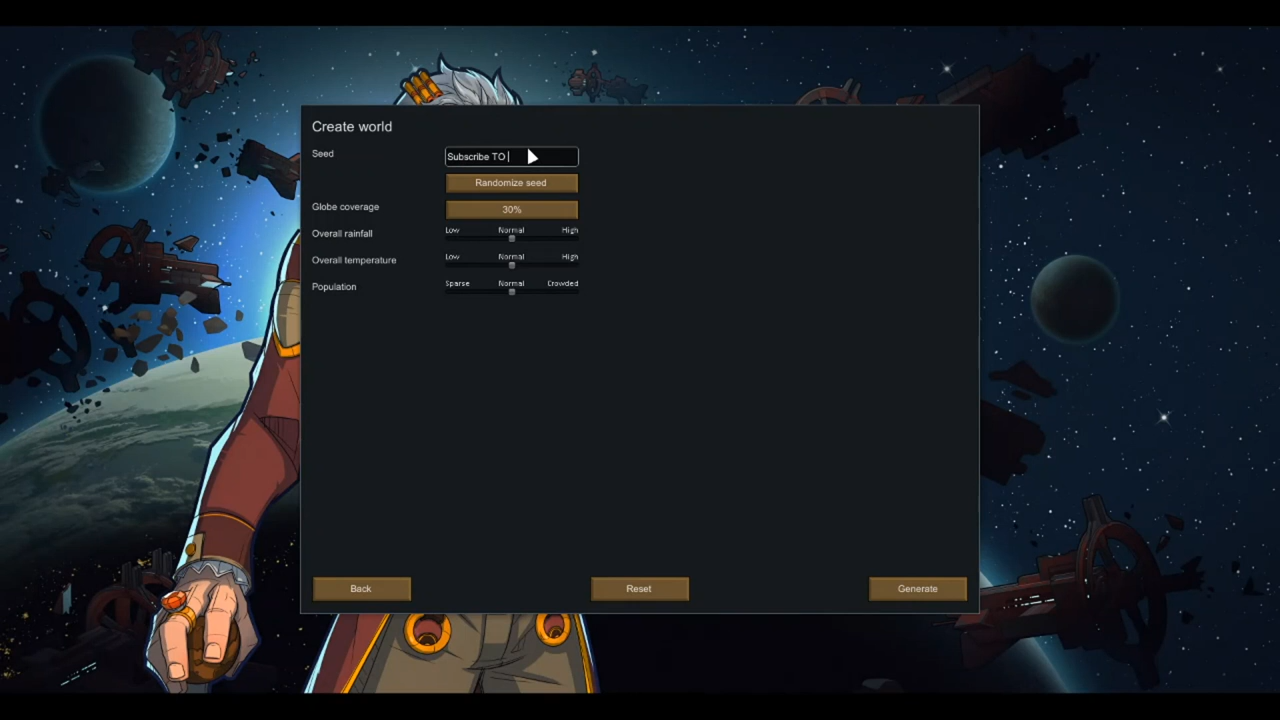 Create world
Seed
Subscribe TO
Randomize seed
Globe coverage
30%
Overall rainfall
Low Normal High
Overall temperature
Low Normal High
Population
Sparse Normal Crowded
Back
Reset
Generate